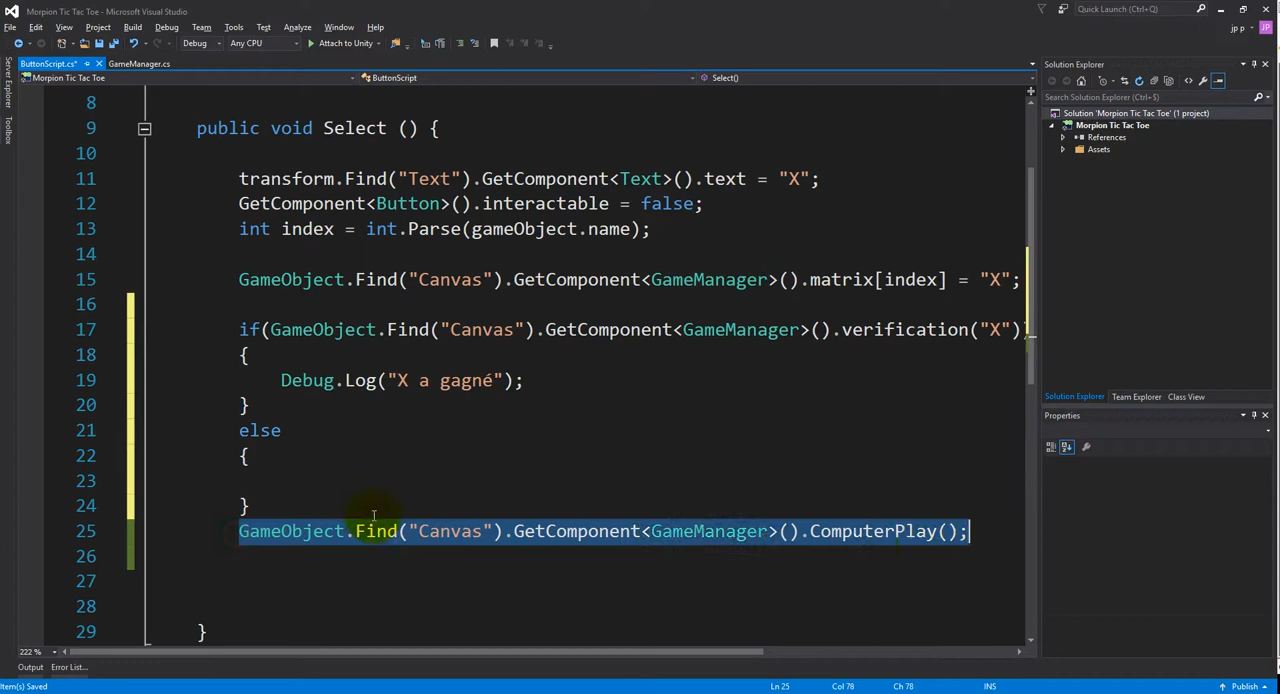 Morpion Tic Tac Toe - Microsoft Visual Studio
Quick Launch (Ctrl+Q)
File Edit View Project Build Debug Team Tools Test Analyze Window Help
jp p JP
Debug Any CPU Attach to Unity
Server Explorer
Toolbox
ButtonScript.cs* GameManager.cs
Morpion Tic Tac Toe ButtonScript Select()
8
9 public void Select () {
10
11 transform.Find("Text").GetComponent<Text>().text = "X";
12 GetComponent<Button>().interactable = false;
13 int index = int.Parse(gameObject.name);
14
15 GameObject.Find("Canvas").GetComponent<GameManager>().matrix[index] = "X";
16
17 if(GameObject.Find("Canvas").GetComponent<GameManager>().verification("X"))
18 {
19 Debug.Log("X a gagné");
20 }
21 else
22 {
23
24 }
25 GameObject.Find("Canvas").GetComponent<GameManager>().ComputerPlay();
26
27
28
29 }
222 %
Output Error List...
Item(s) Saved Ln 25 Col 78 Ch 78 INS Publish
Solution Explorer
Search Solution Explorer (Ctrl+$)
Solution 'Morpion Tic Tac Toe' (1 project)
Morpion Tic Tac Toe
References
Assets
Solution Explorer Team Explorer Class View
Properties